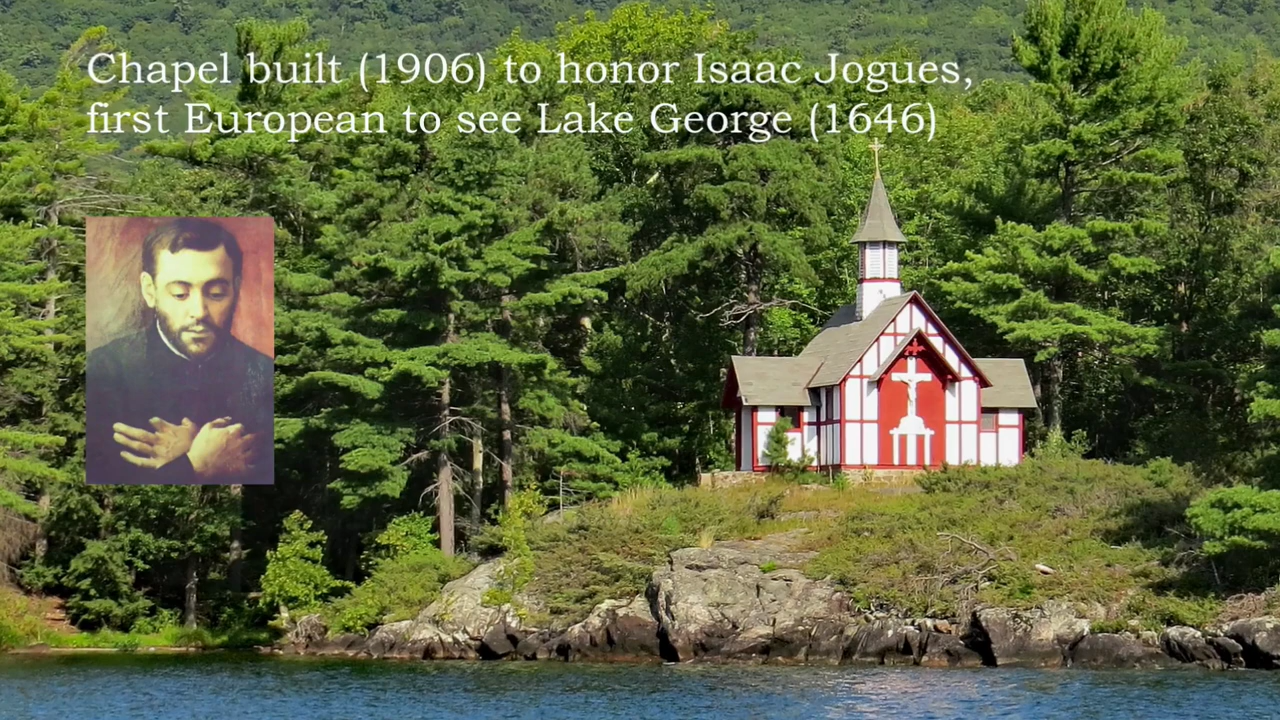 Chapel built (1906) to honor Isaac Jogues,
first European to see Lake George (1646)